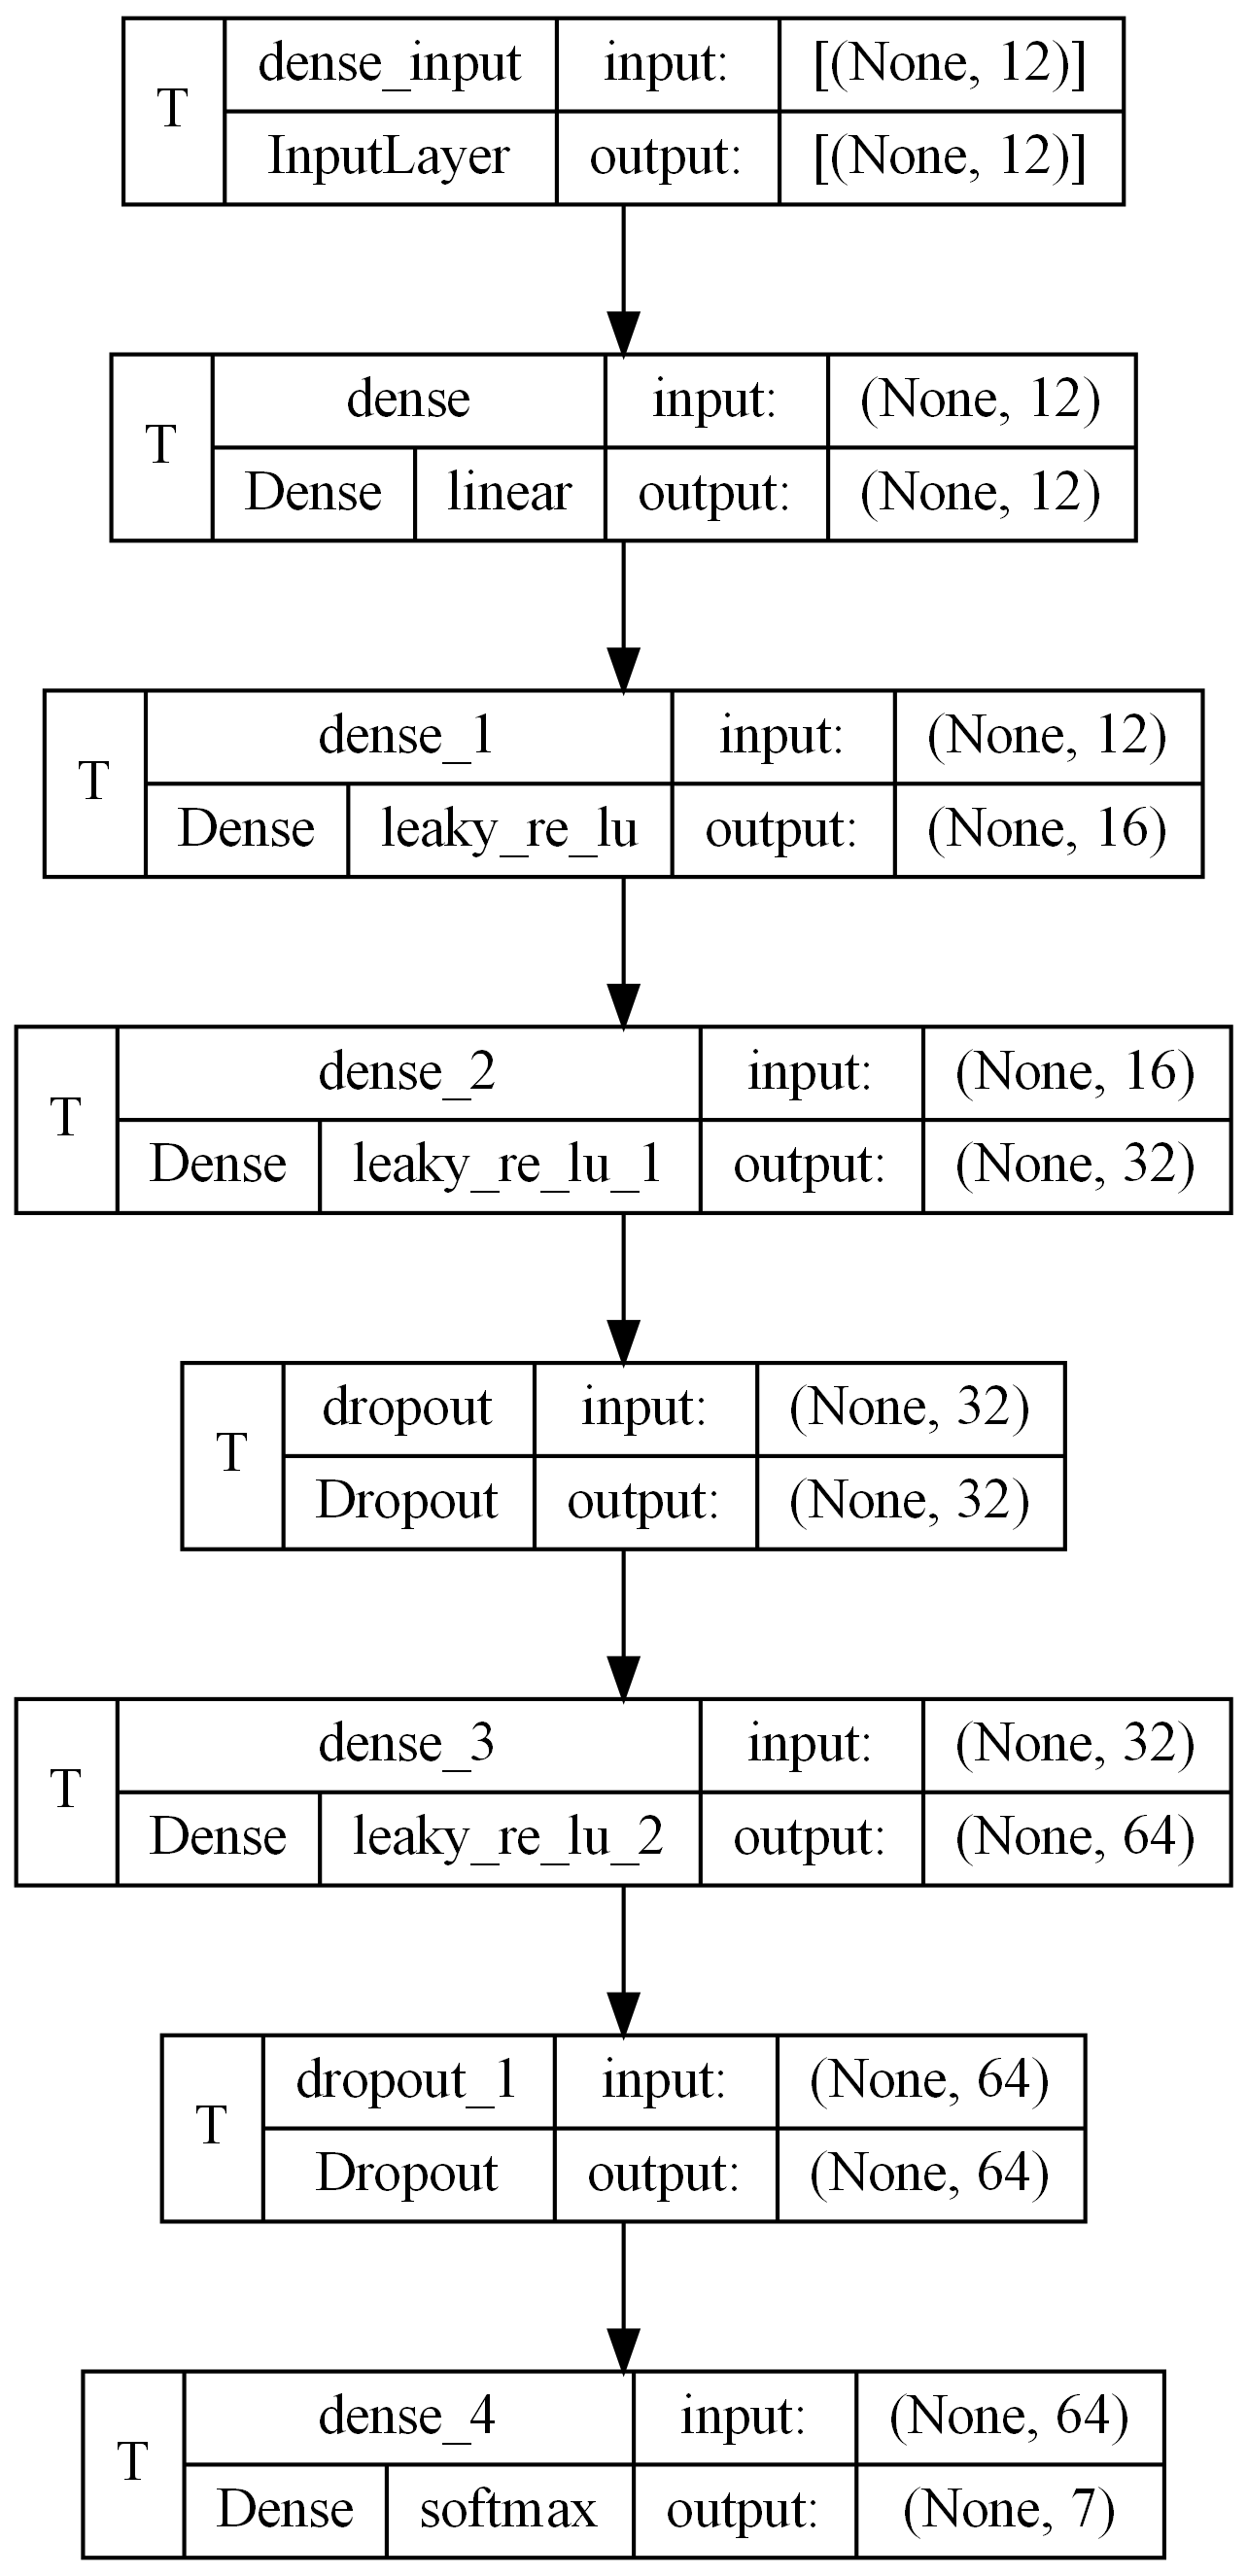 T dense_input input: [(None, 12)]
InputLayer output: [(None, 12)]
T dense input: (None, 12)
Dense linear output: (None, 12)
T dense_1 input: (None, 12)
Dense leaky_re_lu output: (None, 16)
T dense_2 input: (None, 16)
Dense leaky_re_lu_1 output: (None, 32)
T dropout input: (None, 32)
Dropout output: (None, 32)
T dense_3 input: (None, 32)
Dense leaky_re_lu_2 output: (None, 64)
T dropout_1 input: (None, 64)
Dropout output: (None, 64)
T dense_4 input: (None, 64)
Dense softmax output: (None, 7)